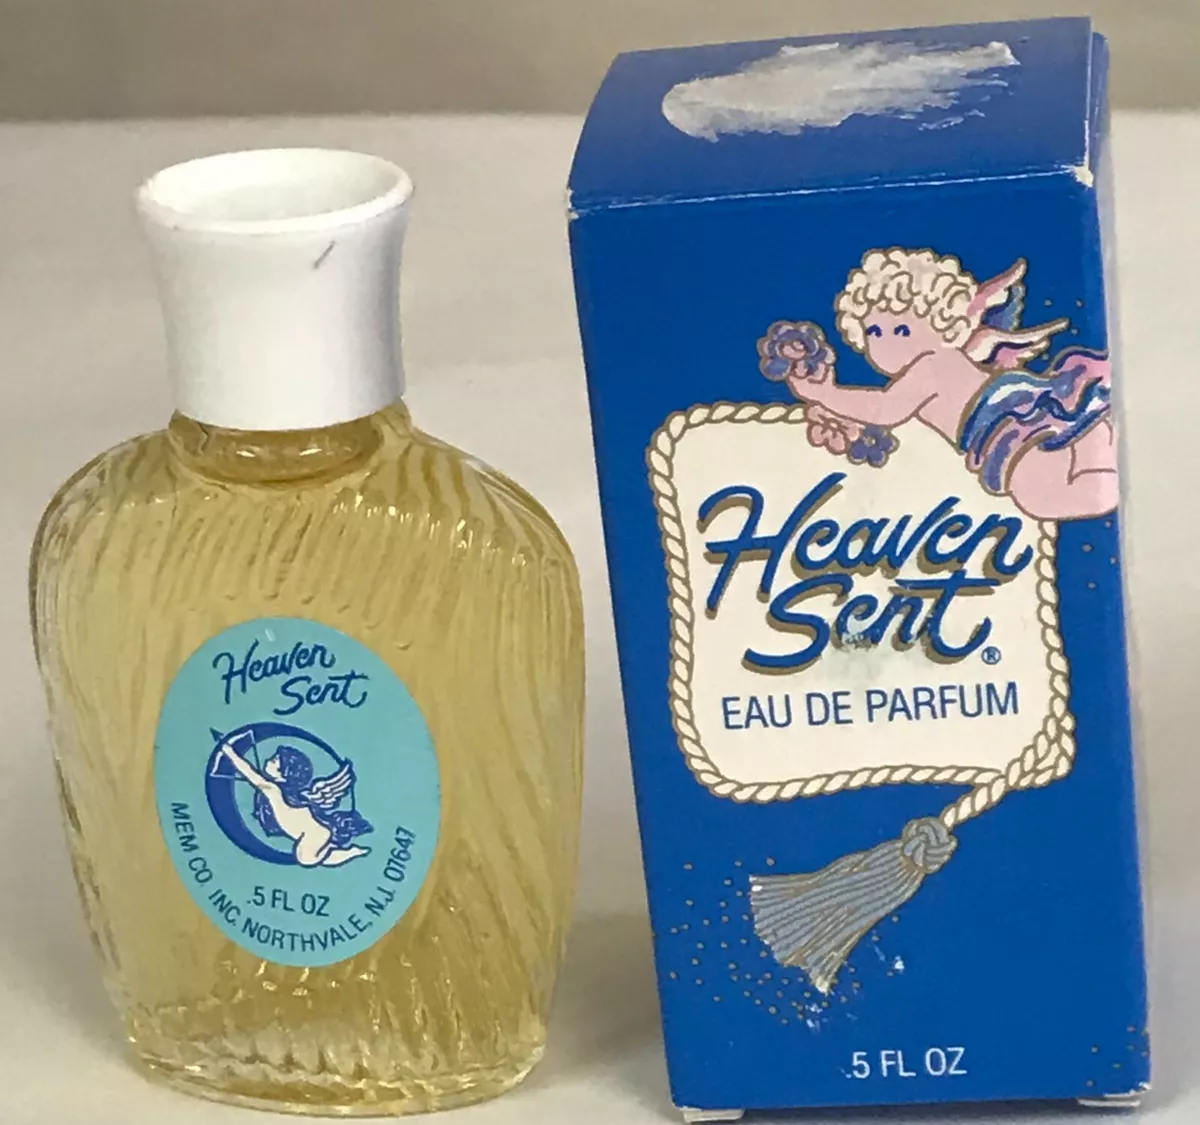 Heaven
Sent
MEM CO. INC. NORTHVALE, N.J. 07647
.5 FL OZ
Heaven
Sent®
EAU DE PARFUM
.5 FL OZ